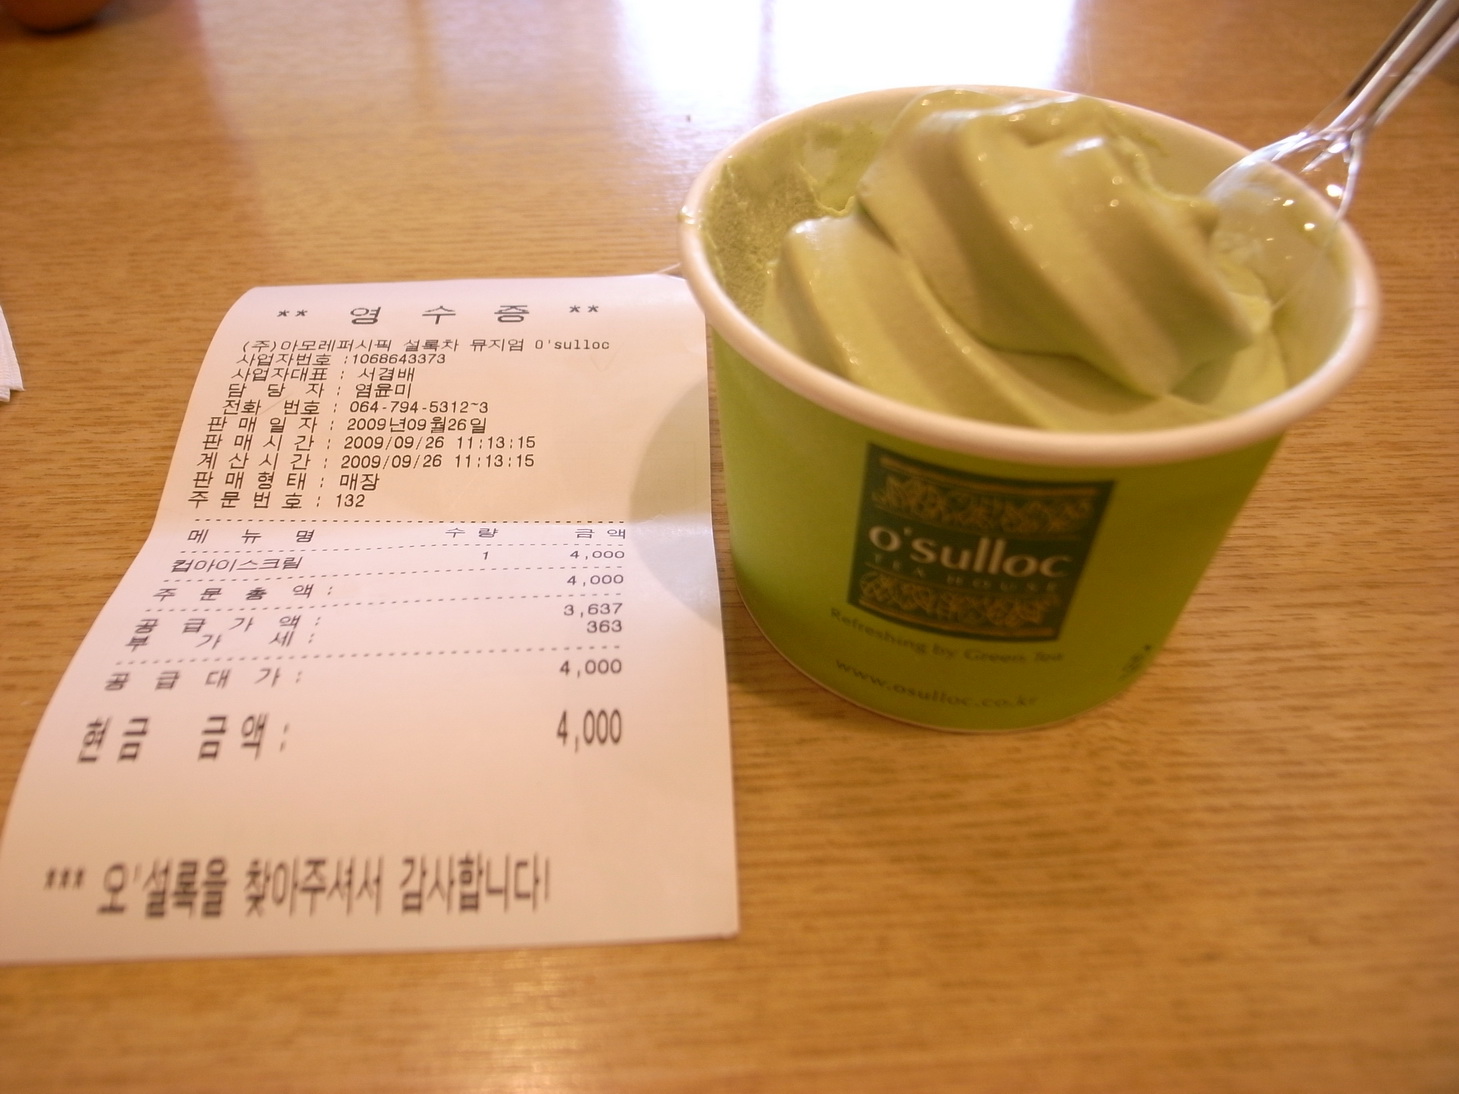 ** 영 수 증 **
(주)아모레퍼시픽 설록차 뮤지엄 O'sulloc
사업자번호 :1068643373
사업자대표 : 서경배
담 당 자 : 염윤미
전화 번호 : 064-794-5312~3
판 매 일 자 : 2009년09월26일
판 매 시 간 : 2009/09/26 11:13:15
계 산 시 간 : 2009/09/26 11:13:15
판 매 형 태 : 매장
주 문 번 호 : 132
메 뉴 명 수 량 금 액
컵아이스크림 1 4,000
주 문 총 액 : 4,000
공 급 가 액 : 3,637
부 가 세 : 363
공 급 대 가 : 4,000
현금 금액 : 4,000
*** 오'설록을 찾아주셔서 감사합니다!
o'sulloc
TEA HOUSE
Refreshing by Green Tea
www.osulloc.co.kr